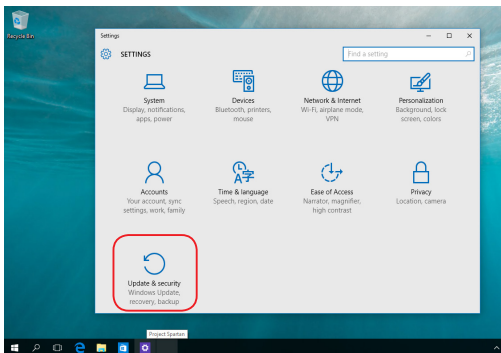 Recycle Bin
Settings
SETTINGS
Find a setting
System
Display, notifications,
apps, power
Devices
Bluetooth, printers,
mouse
Network & Internet
Wi-Fi, airplane mode,
VPN
Personalization
Background, lock
screen, colors
Accounts
Your account, sync
settings, work, family
Time & language
Speech, region, date
Ease of Access
Narrator, magnifier,
high contrast
Privacy
Location, camera
Update & security
Windows Update,
recovery, backup
Project Spartan